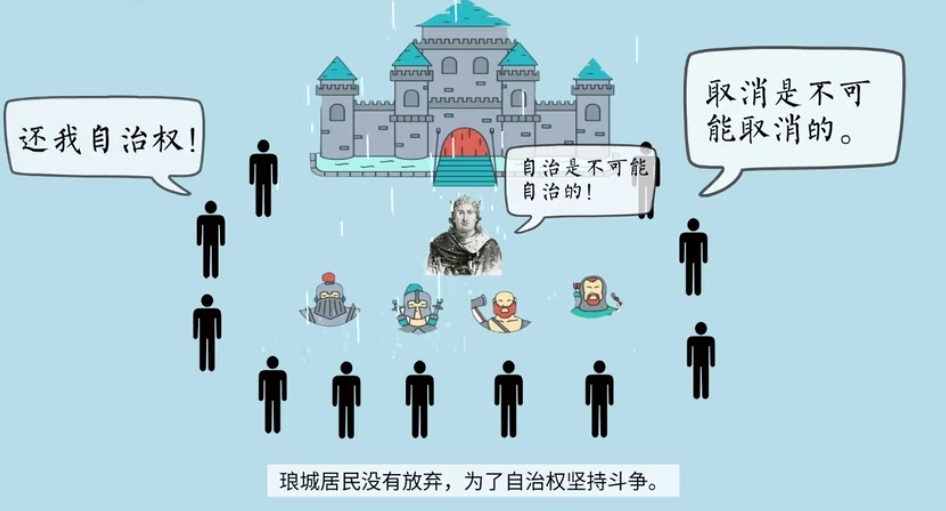 还我自治权!
取消是不可
能取消的。
自治是不可能
自治的!
琅城居民没有放弃，为了自治权坚持斗争。